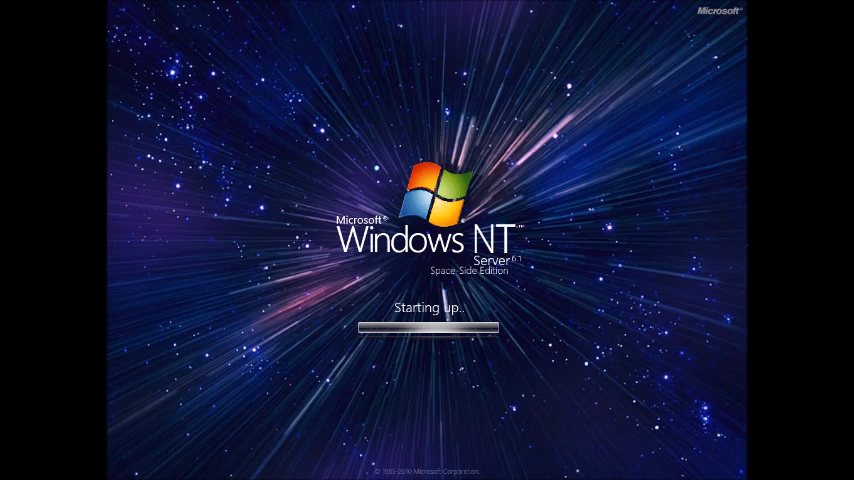 Microsoft®
Microsoft®
Windows NT™
Server 6.1
Space-Side Edition
Starting up..
© 1985-2010 Microsoft Corporation.